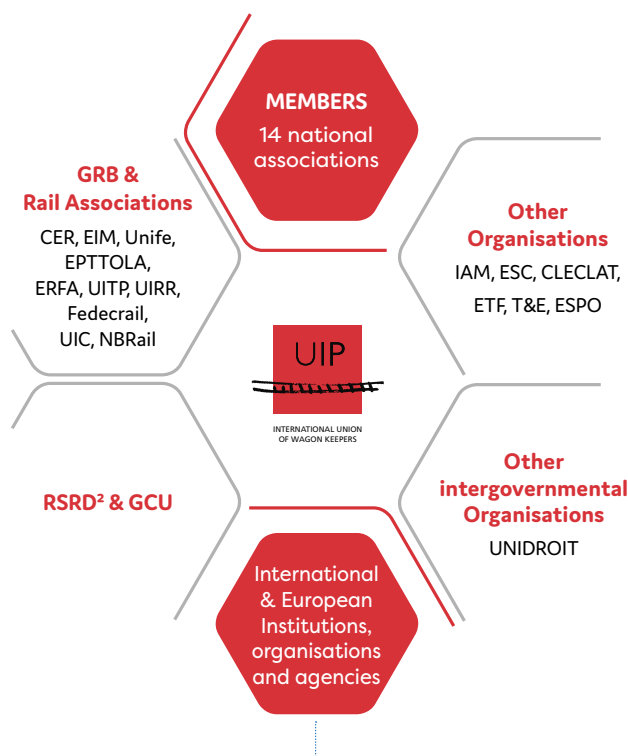 MEMBERS
14 national
associations
GRB &
Rail Associations
CER, EIM, Unife,
EPTTOLA,
ERFA, UITP, UIRR,
Fedecrail,
UIC, NBRail
Other
Organisations
IAM, ESC, CLECLAT,
ETF, T&E, ESPO
UIP
INTERNATIONAL UNION
OF WAGON KEEPERS
RSRD² & GCU
Other
intergovernmental
Organisations
UNIDROIT
International
& European
Institutions,
organisations
and agencies